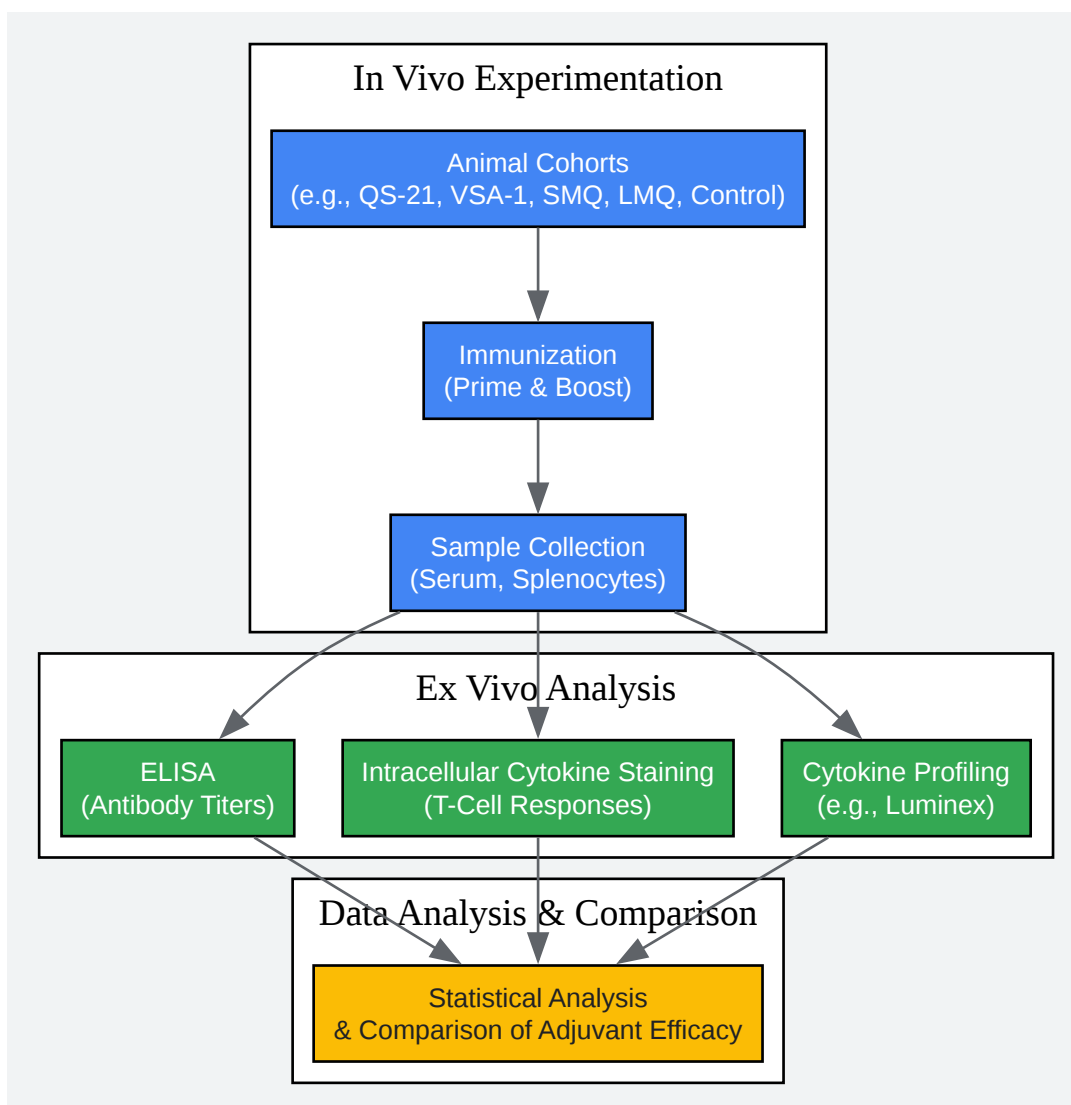 In Vivo Experimentation
Animal Cohorts
(e.g., QS-21, VSA-1, SMQ, LMQ, Control)
Immunization
(Prime & Boost)
Sample Collection
(Serum, Splenocytes)
Ex Vivo Analysis
ELISA
(Antibody Titers)
Intracellular Cytokine Staining
(T-Cell Responses)
Cytokine Profiling
(e.g., Luminex)
Data Analysis & Comparison
Statistical Analysis
& Comparison of Adjuvant Efficacy